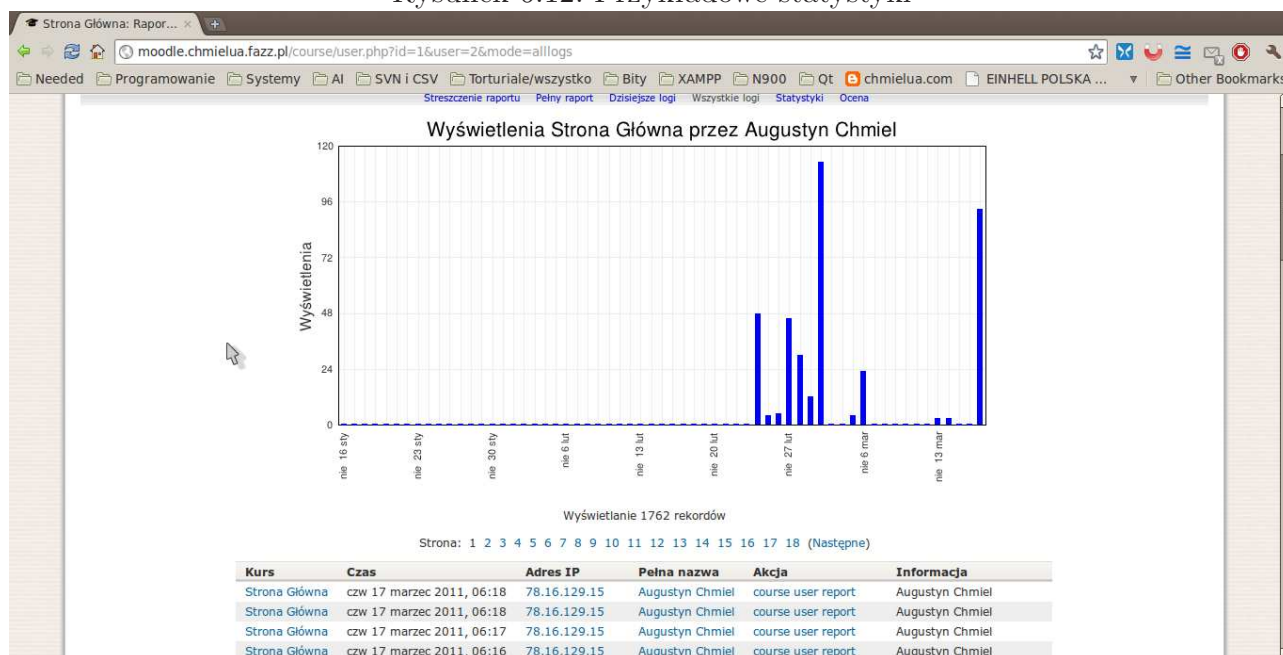 Rysunek 6.12: Przykładowe statystyki
Strona Główna: Rapor...
moodle.chmielua.fazz.pl/course/user.php?id=1&user=2&mode=alllogs
Needed Programowanie Systemy AI SVN i CSV Torturiale/wszystko Bity XAMPP N900 Qt chmielua.com EINHELL POLSKA ... Other Bookmarks
Streszczenie raportu Pełny raport Dzisiejsze logi Wszystkie logi Statystyki Ocena
Wyświetlenia Strona Główna przez Augustyn Chmiel
120
96
72
48
24
0
Wyświetlenia
nie 16 sty
nie 23 sty
nie 30 sty
nie 6 lut
nie 13 lut
nie 20 lut
nie 27 lut
nie 6 mar
nie 13 mar
Wyświetlanie 1762 rekordów
Strona: 1 2 3 4 5 6 7 8 9 10 11 12 13 14 15 16 17 18 (Następne)
Kurs Czas Adres IP Pełna nazwa Akcja Informacja
Strona Główna czw 17 marzec 2011, 06:18 78.16.129.15 Augustyn Chmiel course user report Augustyn Chmiel
Strona Główna czw 17 marzec 2011, 06:18 78.16.129.15 Augustyn Chmiel course user report Augustyn Chmiel
Strona Główna czw 17 marzec 2011, 06:17 78.16.129.15 Augustyn Chmiel course user report Augustyn Chmiel
Strona Główna czw 17 marzec 2011, 06:16 78.16.129.15 Augustyn Chmiel course user report Augustyn Chmiel